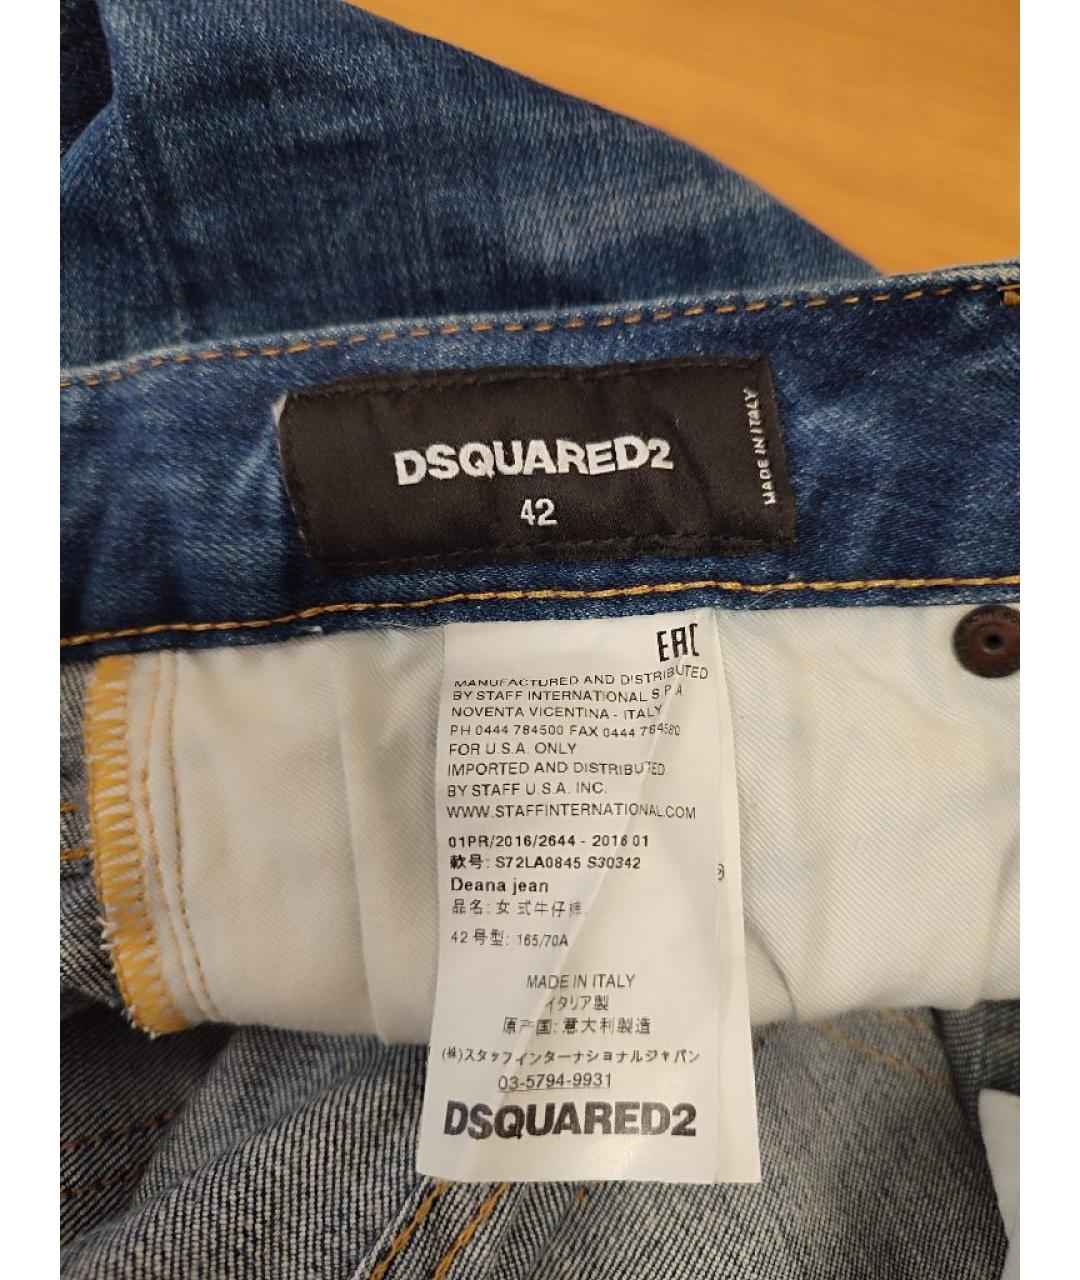 DSQUARED2
42
MADE IN ITALY
EAC
MANUFACTURED AND DISTRIBUTED
BY STAFF INTERNATIONAL S.P.A
NOVENTA VICENTINA - ITALY
PH 0444 784500 FAX 0444 784580
FOR U.S.A. ONLY
IMPORTED AND DISTRIBUTED
BY STAFF U.S.A. INC.
WWW.STAFFINTERNATIONAL.COM
01PR/2016/2644 - 2016 01
款号: S72LA0845 S30342
Deana jean
品名: 女 式牛仔裤
42 号型: 165/70A
MADE IN ITALY
イタリア製
原产国: 意大利製造
(株)スタッフインターナショナルジャパン
03-5794-9931
DSQUARED2